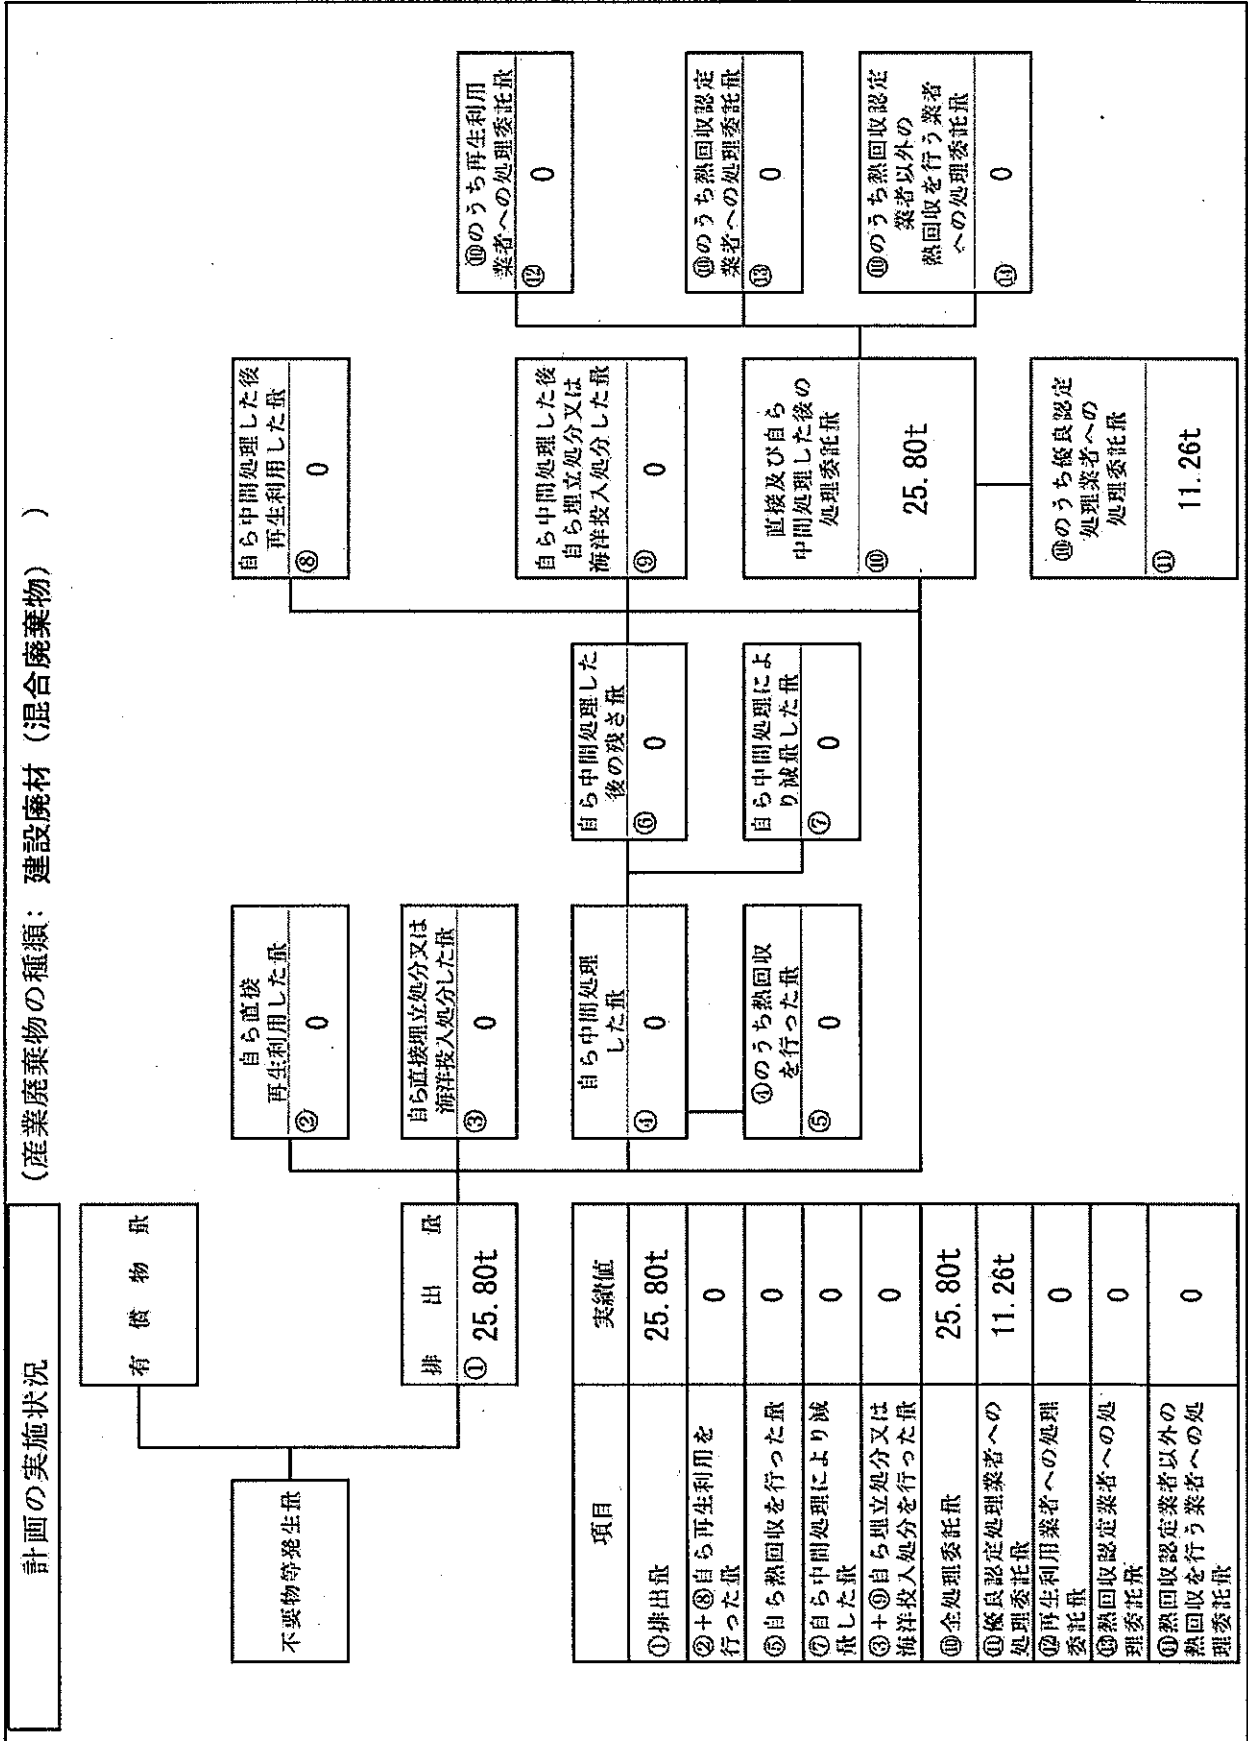 計画の実施状況
(産業廃棄物の種類: 建設廃材 (混合廃棄物) )
不要物等発生量
有 償 物 量
排 出 量
① 25.80t
自ら直接
再生利用した量
② 0
自ら直接埋立処分又は
海洋投入処分した量
③ 0
自ら中間処理
した量
④ 0
④のうち熱回収
を行った量
⑤ 0
自ら中間処理した
後の残さ量
⑥ 0
自ら中間処理によ
り減量した量
⑦ 0
自ら中間処理した後
再生利用した量
⑧ 0
自ら中間処理した後
自ら埋立処分又は
海洋投入処分した量
⑨ 0
直接及び自ら
中間処理した後の
処理委託量
⑩ 25.80t
⑩のうち優良認定
処理業者への
処理委託量
⑪ 11.26t
⑩のうち再生利用
業者への処理委託量
⑫ 0
⑩のうち熱回収認定
業者への処理委託量
⑬ 0
⑩のうち熱回収認定
業者以外の
熱回収を行う業者
への処理委託量
⑭ 0
項目 実績値
①排出量 25.80t
②+⑧自ら再生利用を
行った量 0
⑤自ら熱回収を行った量 0
⑦自ら中間処理により減
量した量 0
③+⑨自ら埋立処分又は
海洋投入処分を行った量 0
⑩全処理委託量 25.80t
⑪優良認定処理業者への
処理委託量 11.26t
⑫再生利用業者への処理
委託量 0
⑬熱回収認定業者への処
理委託量 0
⑭熱回収認定業者以外の
熱回収を行う業者への処
理委託量 0